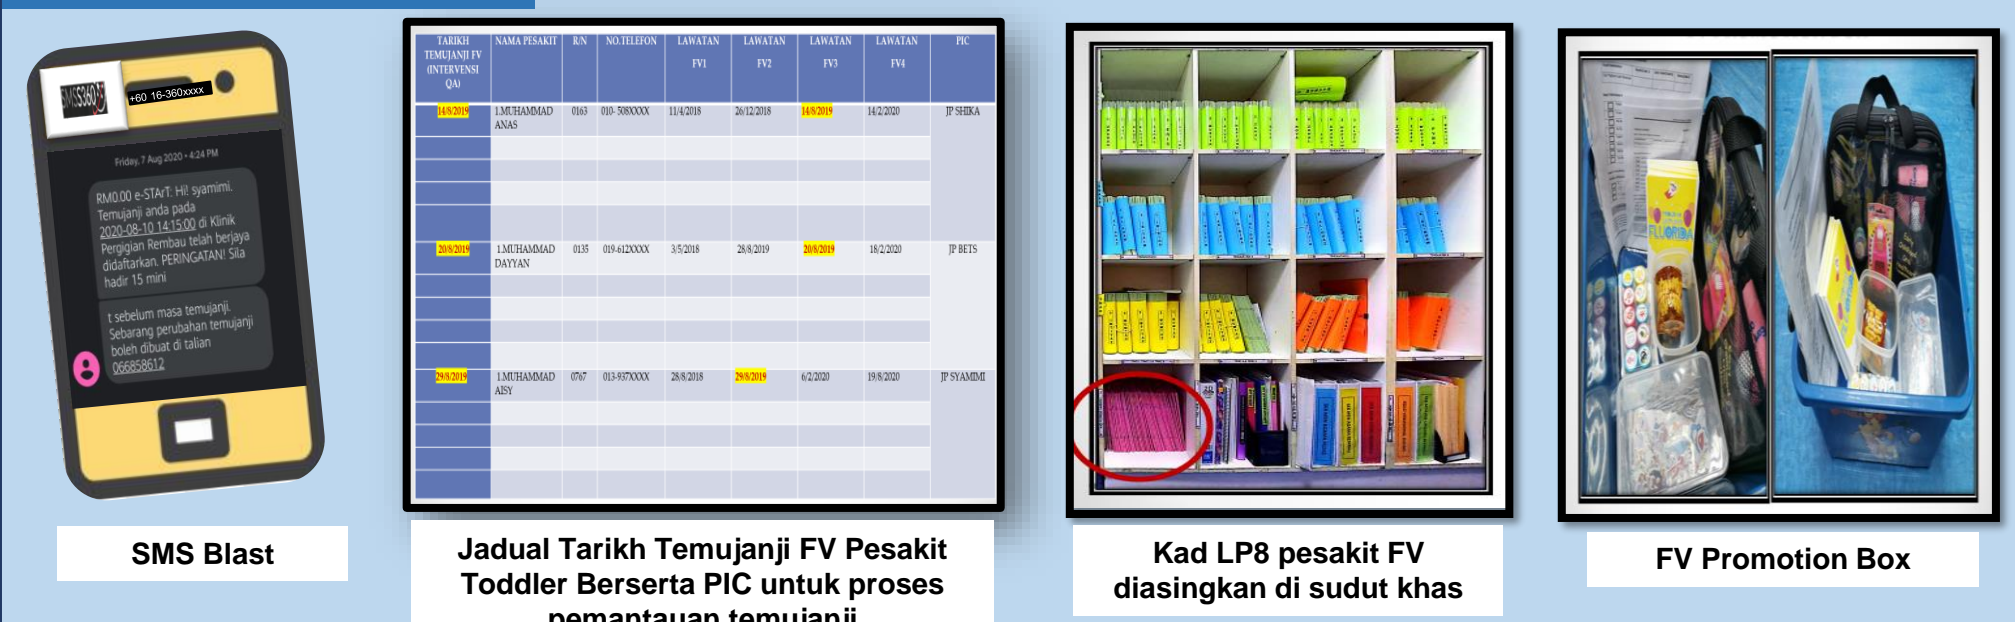 SMSS360
+60 16-360xxxx
Friday, 7 Aug 2020 • 4:24 PM
RM0.00 e-STArT: Hi! syamimi.
Temujanji anda pada
2020-08-10 14:15:00 di Klinik
Pergigian Rembau telah berjaya
didaftarkan. PERINGATAN! Sila
hadir 15 mini
t sebelum masa temujanji.
Sebarang perubahan temujanji
boleh dibuat di talian
066858612
SMS Blast
TARIKH TEMUJANJI FV (INTERVENSI QA) NAMA PESAKIT R/N NO.TELEFON LAWATAN FV1 LAWATAN FV2 LAWATAN FV3 LAWATAN FV4 PIC
14/8/2019 1.MUHAMMAD ANAS 0163 010- 508XXXX 11/4/2018 26/12/2018 14/8/2019 14/2/2020 JP SHIKA
20/8/2019 1.MUHAMMAD DAYYAN 0135 019-612XXXX 3/5/2018 28/8/2019 20/8/2019 18/2/2020 JP BETS
29/8/2019 1.MUHAMMAD AISY 0767 013-937XXXX 28/8/2018 29/8/2019 6/2/2020 19/8/2020 JP SYAMIMI
Jadual Tarikh Temujanji FV Pesakit
Toddler Berserta PIC untuk proses
pemantauan temujanji
Kad LP8 pesakit FV
diasingkan di sudut khas
FLUORIDA
FV Promotion Box